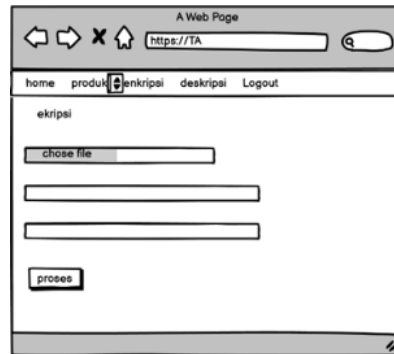 A Web Page
https://TA
home produk enkripsi deskripsi Logout
ekripsi
chose file
proses